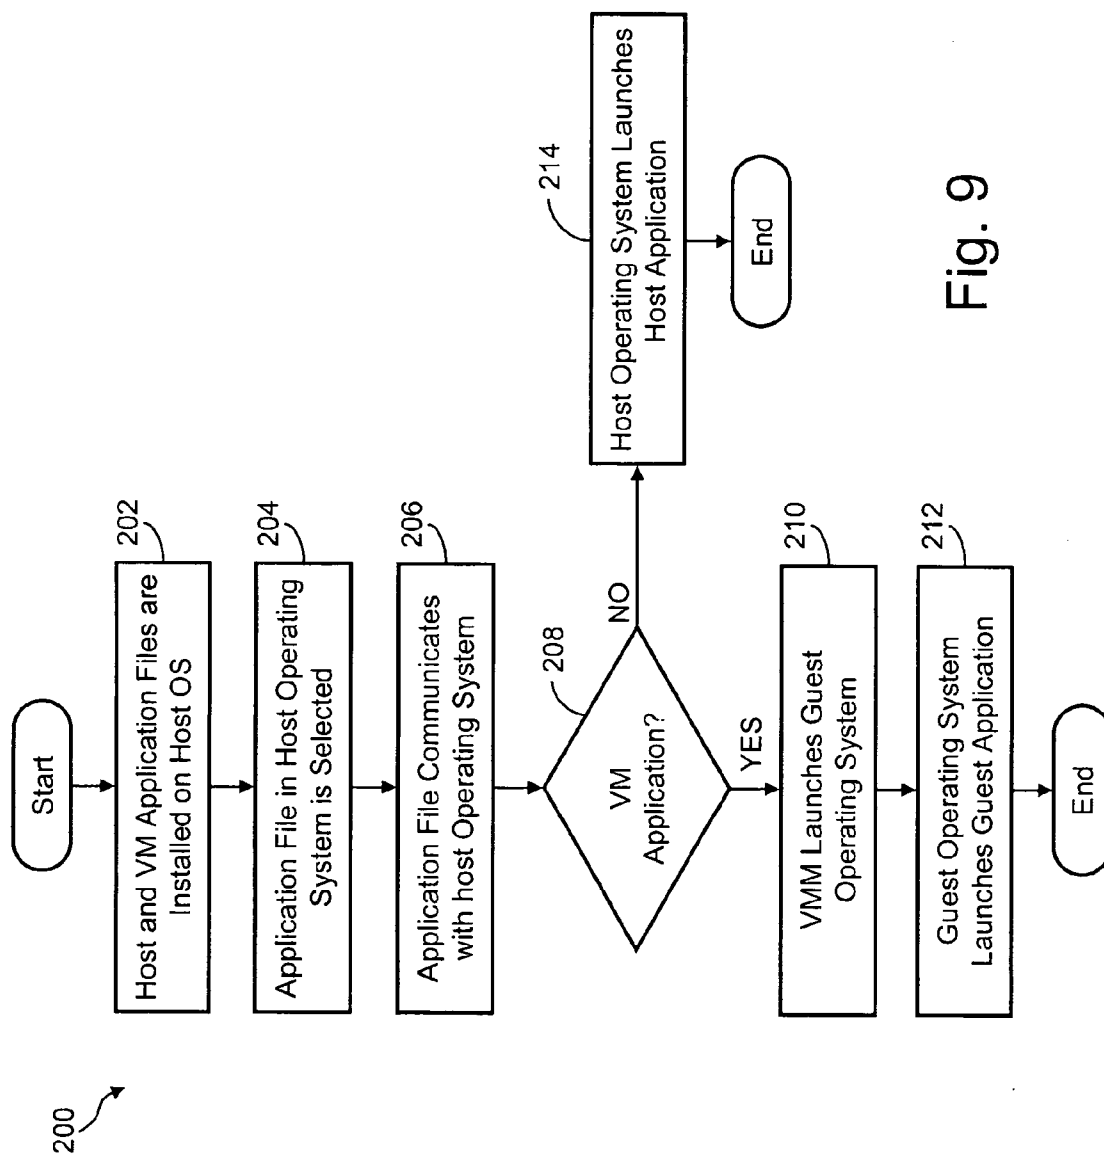 200
Start
202
Host and VM Application Files are
Installed on Host OS
204
Application File in Host Operating
System is Selected
206
Application File Communicates
with host Operating System
208
VM
Application?
NO
YES
214
Host Operating System Launches
Host Application
End
210
VMM Launches Guest
Operating System
212
Guest Operating System
Launches Guest Application
End
Fig. 9